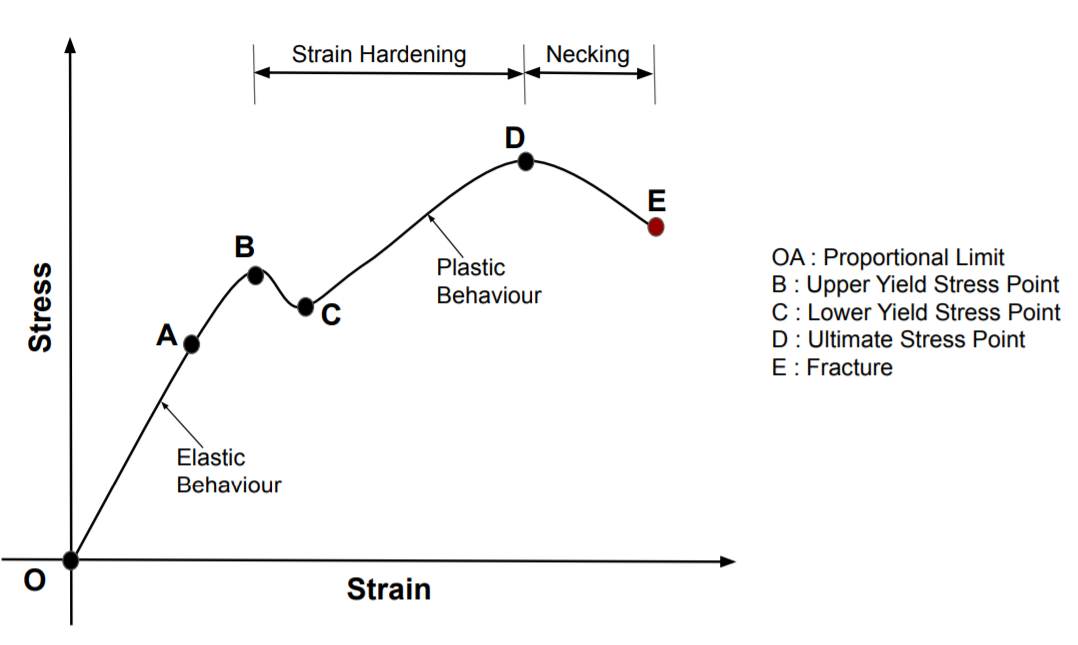 Strain Hardening
Necking
D
E
B
Plastic
Behaviour
C
A
Stress
Elastic
Behaviour
O
Strain
OA : Proportional Limit
B : Upper Yield Stress Point
C : Lower Yield Stress Point
D : Ultimate Stress Point
E : Fracture